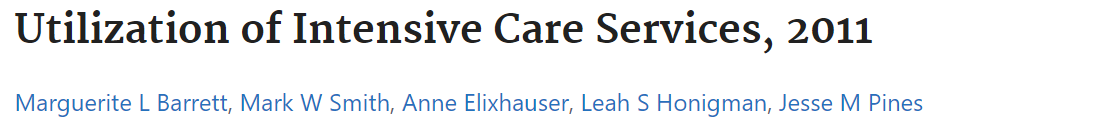 Utilization of Intensive Care Services, 2011
Marguerite L Barrett, Mark W Smith, Anne Elixhauser, Leah S Honigman, Jesse M Pines